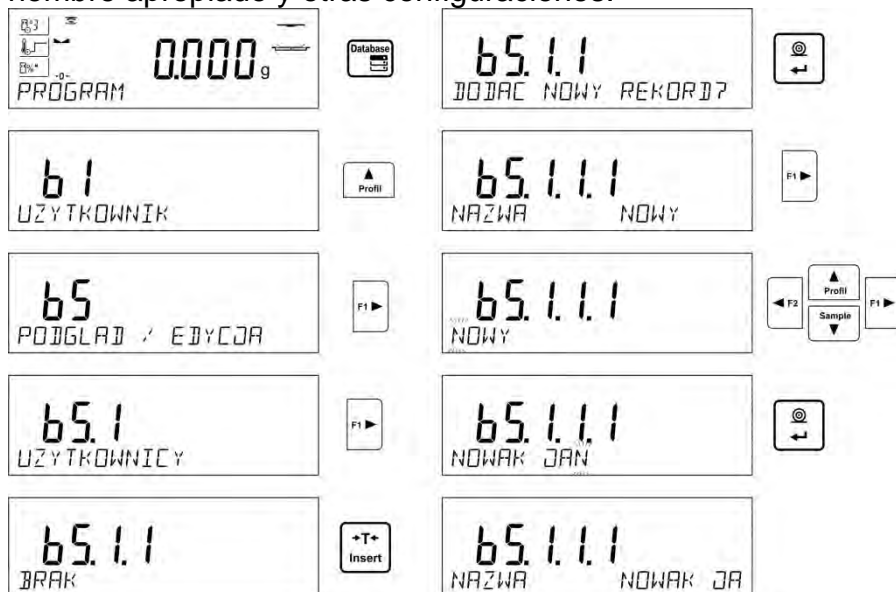 nombre apropiado y otras configuraciones.
0.000 g
-0-
PROGRAM
Database
b1
UZYTKOWNIK
Profil
b5
PODGLAD / EDYCJA
F1
b5.1
UZYTKOWNICY
F1
b5.1.1
BRAK
T
Insert
b5.1.1
DODAC NOWY REKORD?
b5.1.1.1
NAZWA NOWY
F1
b5.1.1.1
NOWY
F2
Profil
Sample
F1
b5.1.1.1
NOWAK JAN
b5.1.1.1
NAZWA NOWAK JA